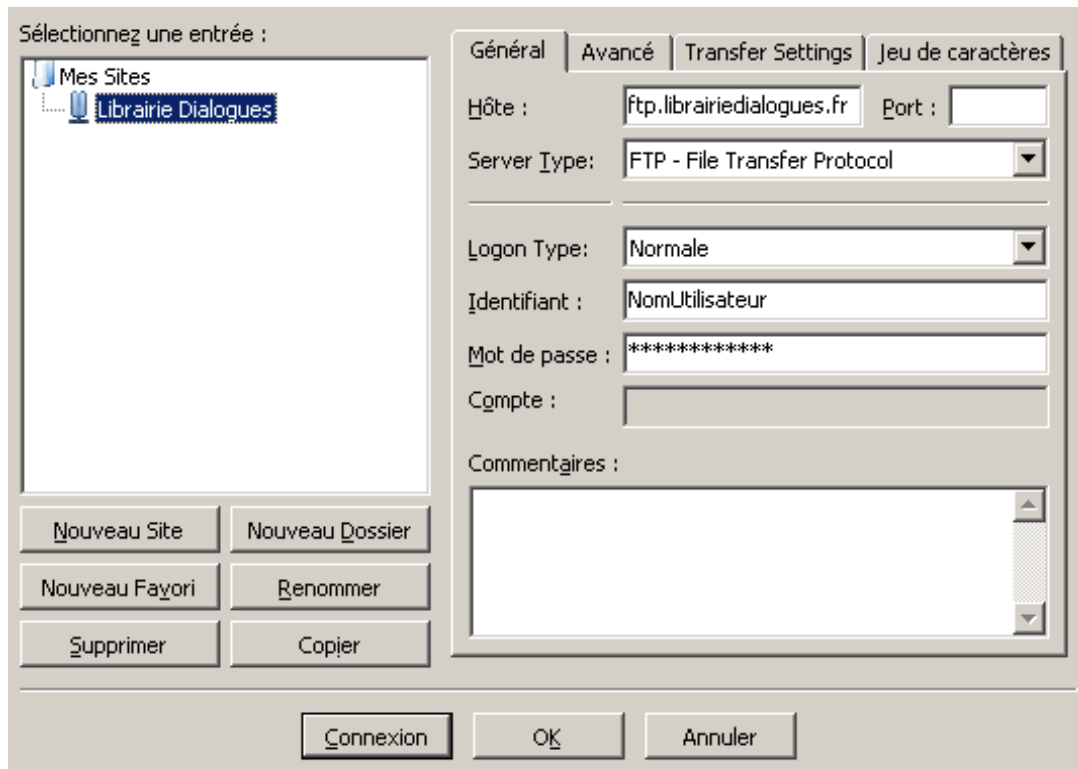 Sélectionnez une entrée :
Mes Sites
Librairie Dialogues
Nouveau Site
Nouveau Dossier
Nouveau Favori
Renommer
Supprimer
Copier
Général
Avancé
Transfer Settings
Jeu de caractères
Hôte :
ftp.librairiedialogues.fr
Port :
Server Type:
FTP - File Transfer Protocol
Logon Type:
Normale
Identifiant :
NomUtilisateur
Mot de passe :
************
Compte :
Commentaires :
Connexion
OK
Annuler